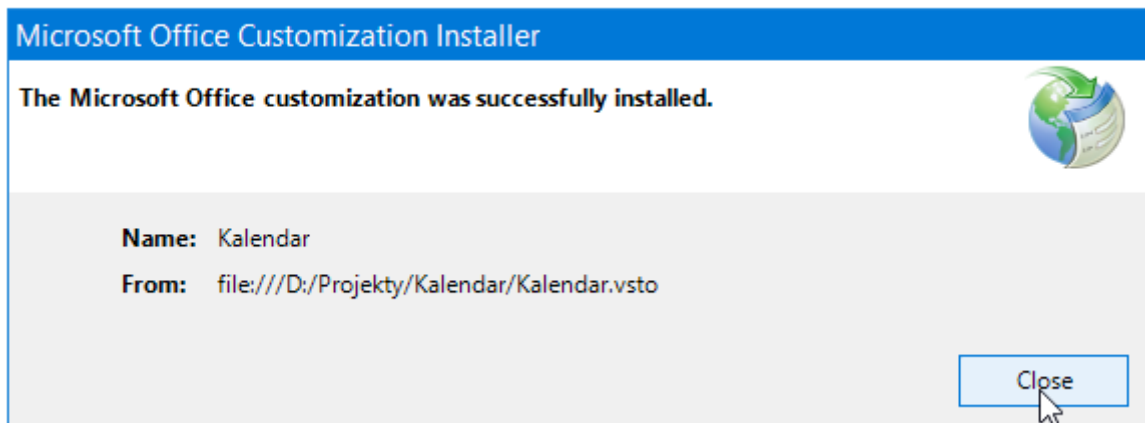 Microsoft Office Customization Installer
The Microsoft Office customization was successfully installed.
Name: Kalendar
From: file:///D:/Projekty/Kalendar/Kalendar.vsto
Close